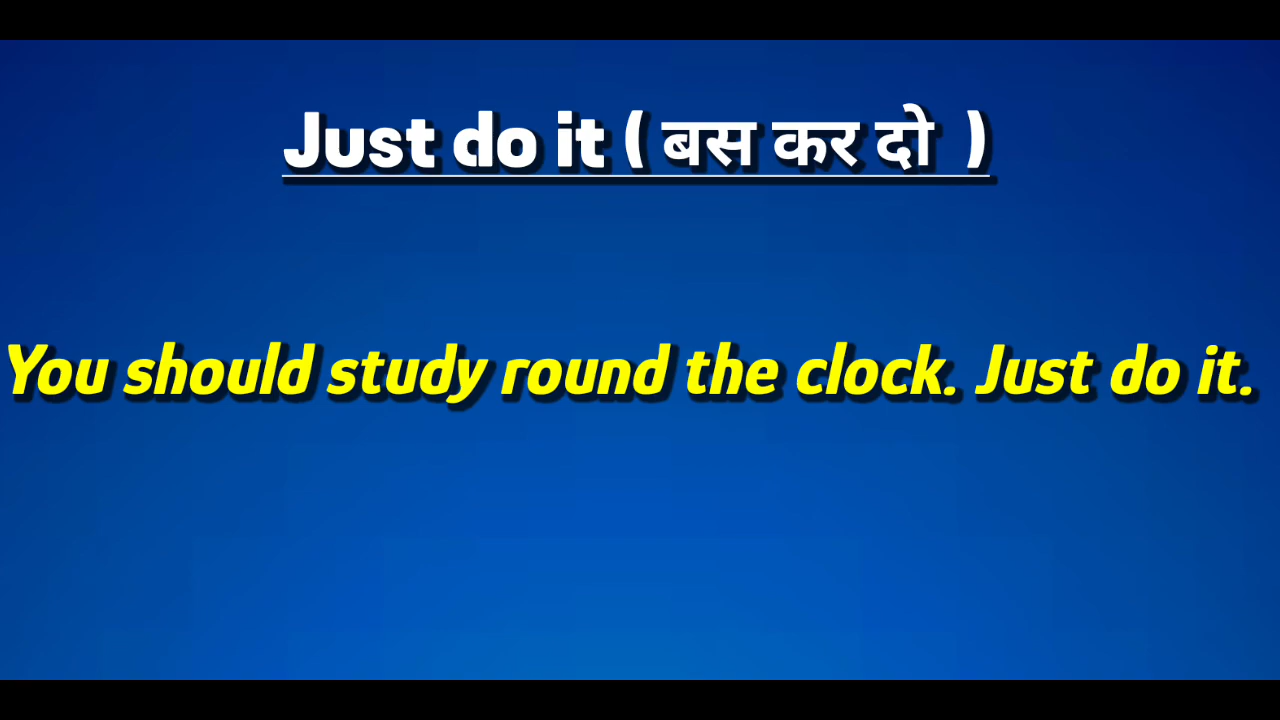 Just do it ( बस कर दो )
You should study round the clock. Just do it.